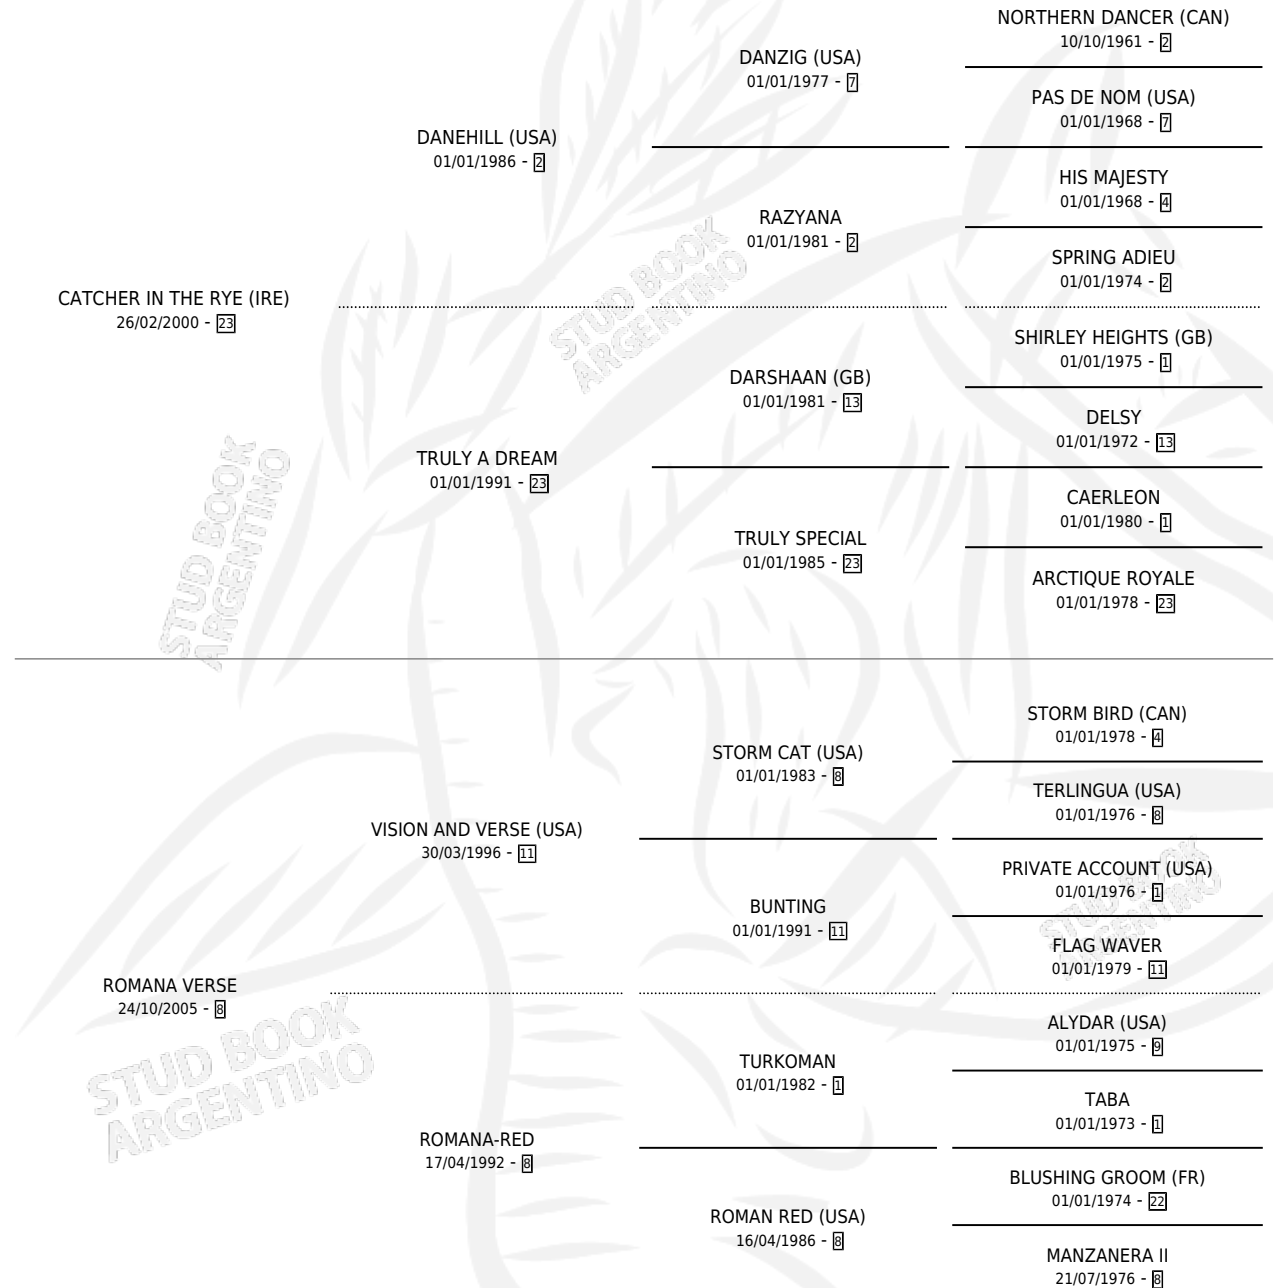 NORTHERN DANCER (CAN)
10/10/1961 - 2
DANZIG (USA)
01/01/1977 - 7
PAS DE NOM (USA)
01/01/1968 - 7
DANEHILL (USA)
01/01/1986 - 2
HIS MAJESTY
01/01/1968 - 4
RAZYANA
01/01/1981 - 2
SPRING ADIEU
01/01/1974 - 2
CATCHER IN THE RYE (IRE)
26/02/2000 - 23
SHIRLEY HEIGHTS (GB)
01/01/1975 - 1
DARSHAAN (GB)
01/01/1981 - 13
DELSY
01/01/1972 - 13
TRULY A DREAM
01/01/1991 - 23
CAERLEON
01/01/1980 - 1
TRULY SPECIAL
01/01/1985 - 23
ARCTIQUE ROYALE
01/01/1978 - 23
STORM BIRD (CAN)
01/01/1978 - 4
STORM CAT (USA)
01/01/1983 - 8
TERLINGUA (USA)
01/01/1976 - 8
VISION AND VERSE (USA)
30/03/1996 - 11
PRIVATE ACCOUNT (USA)
01/01/1976 - 1
BUNTING
01/01/1991 - 11
FLAG WAVER
01/01/1979 - 11
ROMANA VERSE
24/10/2005 - 8
ALYDAR (USA)
01/01/1975 - 9
TURKOMAN
01/01/1982 - 1
TABA
01/01/1973 - 1
ROMANA-RED
17/04/1992 - 8
BLUSHING GROOM (FR)
01/01/1974 - 22
ROMAN RED (USA)
16/04/1986 - 8
MANZANERA II
21/07/1976 - 8
STUD BOOK
ARGENTINO
STUD BOOK
ARGENTINO
STUD BOOK
ARGENTINO
STUD BOOK
ARGENTINO